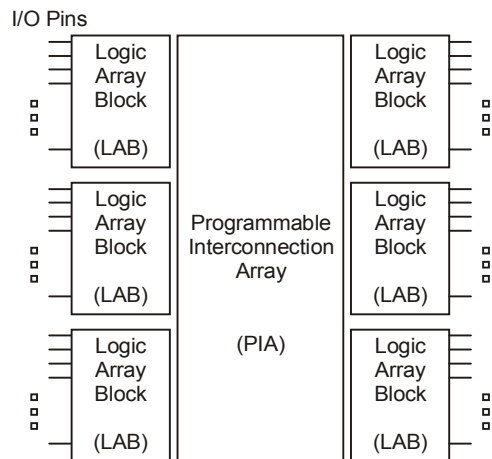 I/O Pins
Logic
Array
Block
(LAB)
Logic
Array
Block
(LAB)
Logic
Array
Block
(LAB)
Programmable
Interconnection
Array
(PIA)
Logic
Array
Block
(LAB)
Logic
Array
Block
(LAB)
Logic
Array
Block
(LAB)